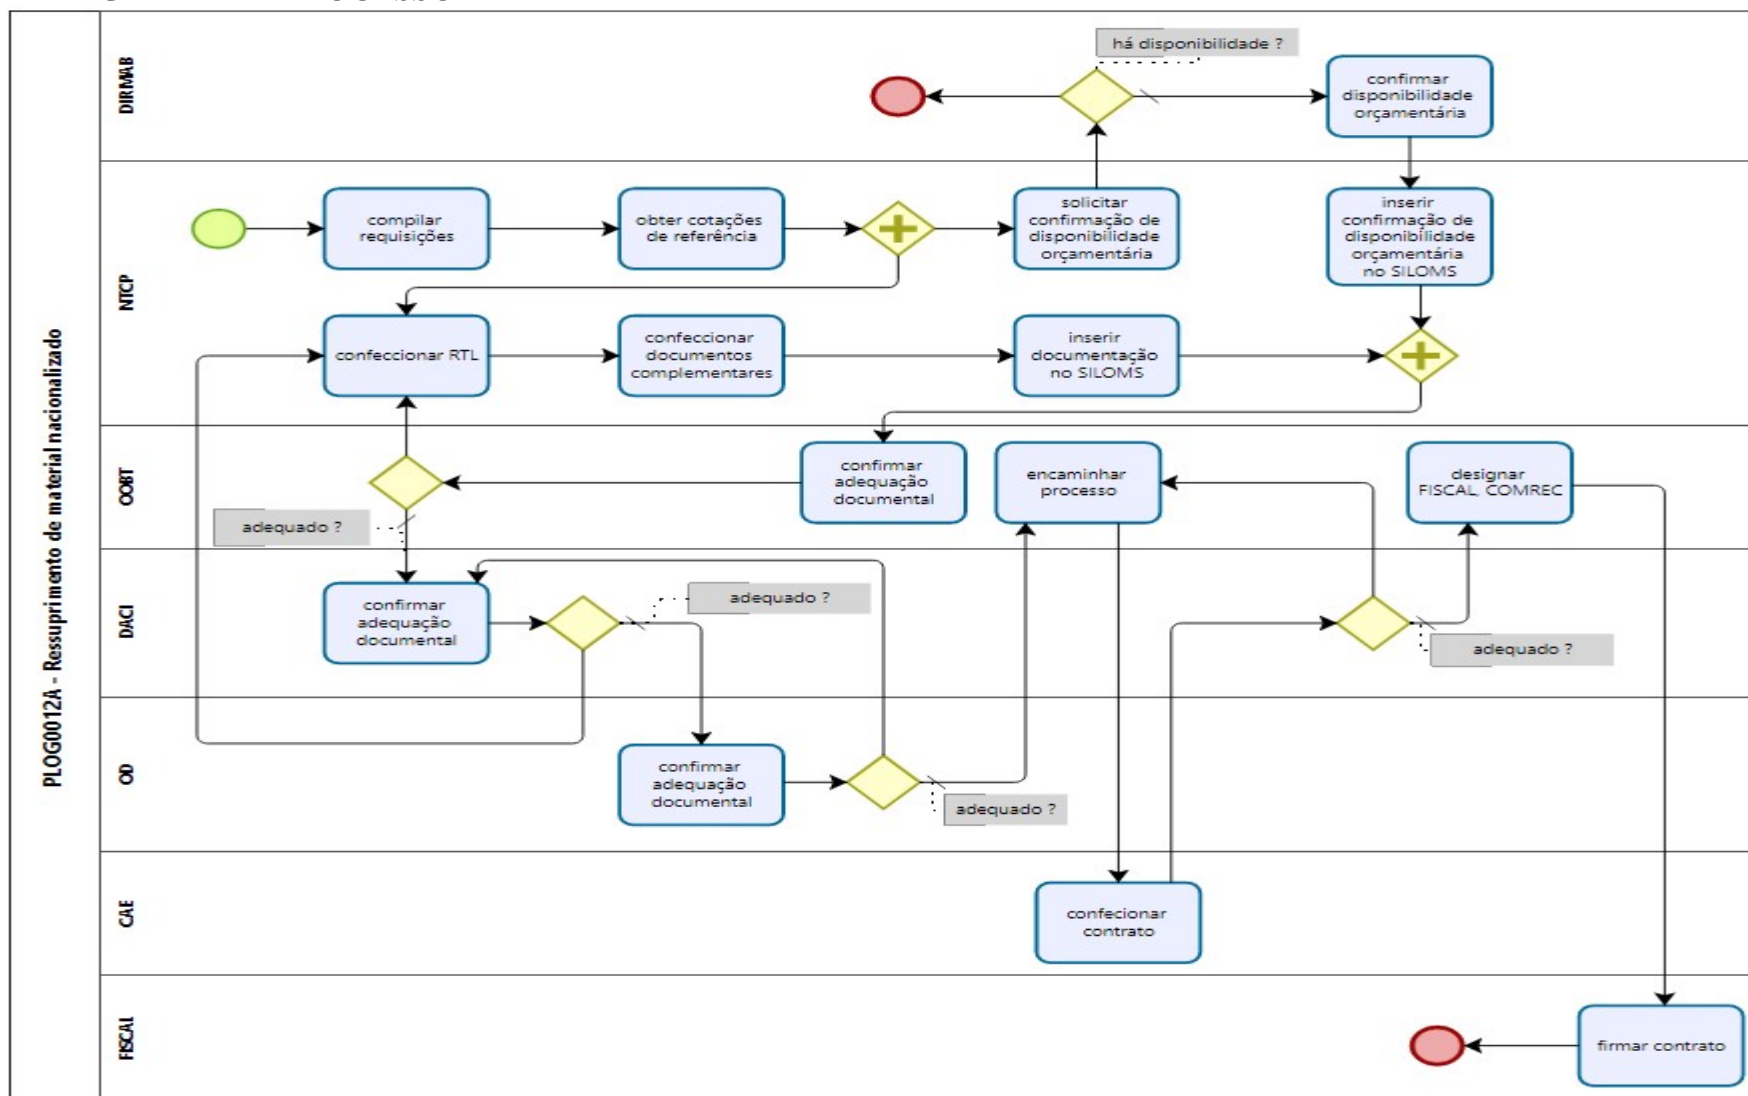 PLOG0012A - Ressuprimento de material nacionalizado
DIRMAB
há disponibilidade ?
confirmar
disponibilidade
orçamentária
NTCP
compilar
requisições
obter cotações
de referência
solicitar
confirmação de
disponibilidade
orçamentária
inserir
confirmação de
disponibilidade
orçamentária
no SILOMS
confeccionar RTL
confeccionar
documentos
complementares
inserir
documentação
no SILOMS
COBT
adequado ?
confirmar
adequação
documental
encaminhar
processo
designar
FISCAL, COMREC
DACI
confirmar
adequação
documental
adequado ?
adequado ?
OD
confirmar
adequação
documental
adequado ?
CAE
confecionar
contrato
FISCAL
firmar contrato